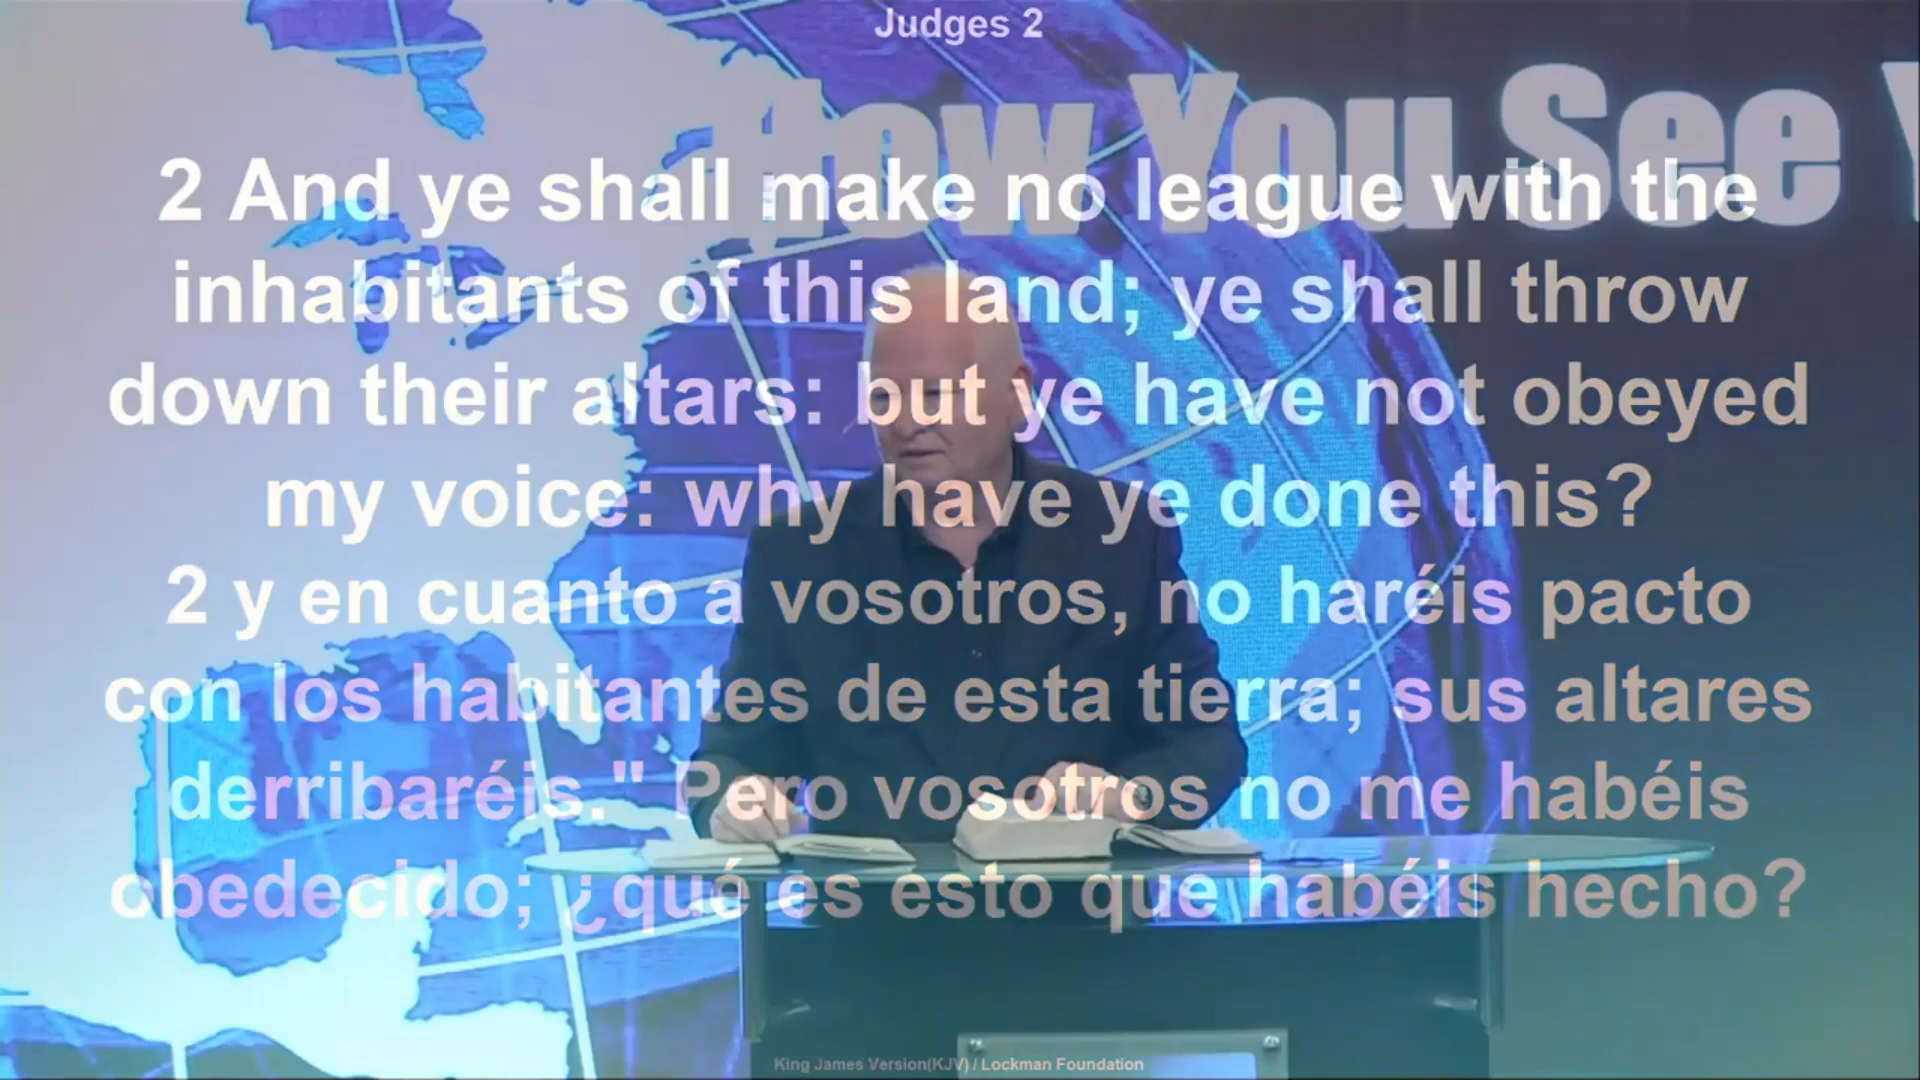 Judges 2
How You See
2 And ye shall make no league with the
inhabitants of this land; ye shall throw
down their altars: but ye have not obeyed
my voice: why have ye done this?
2 y en cuanto a vosotros, no haréis pacto
con los habitantes de esta tierra; sus altares
derribaréis." Pero vosotros no me habéis
obedecido; ¿qué es esto que habéis hecho?
King James Version(KJV) / Lockman Foundation